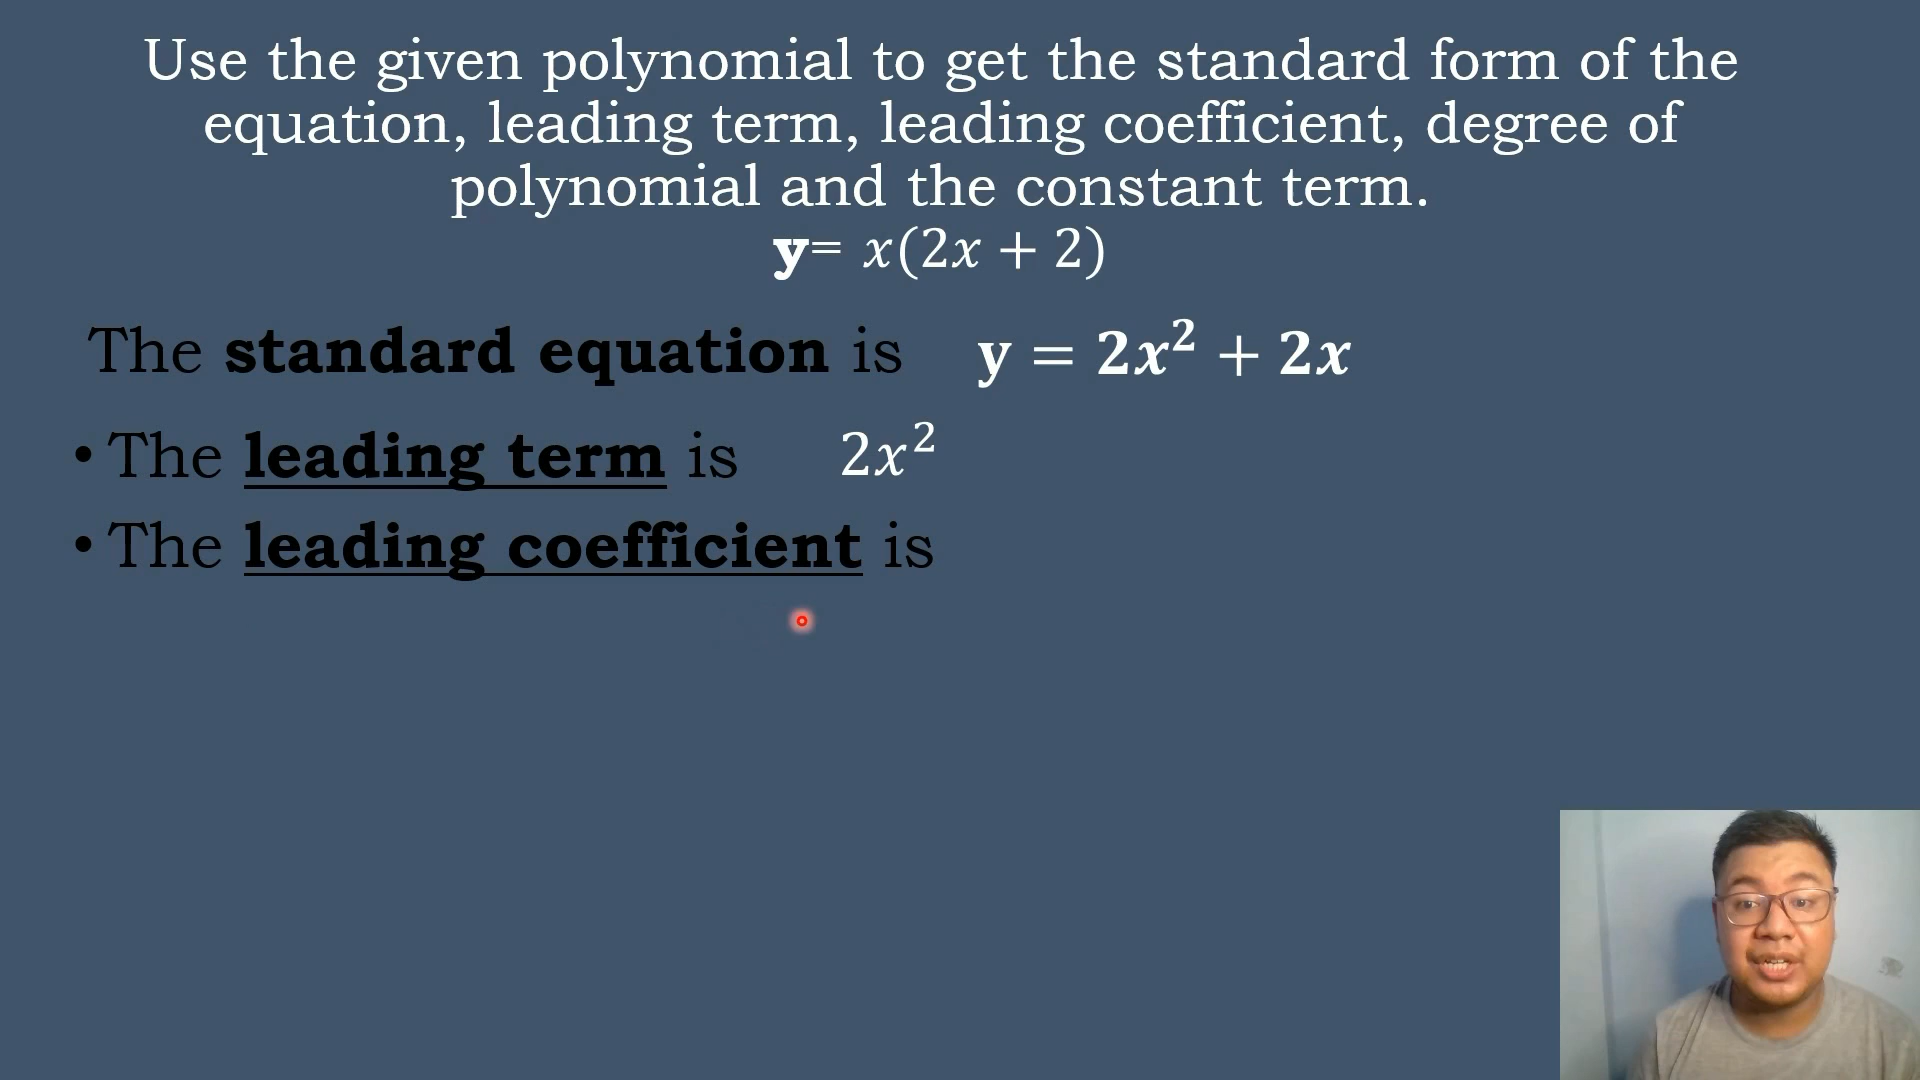 Use the given polynomial to get the standard form of the
equation, leading term, leading coefficient, degree of
polynomial and the constant term.
y= x(2x + 2)
The standard equation is y = 2x² + 2x
• The leading term is 2x²
• The leading coefficient is